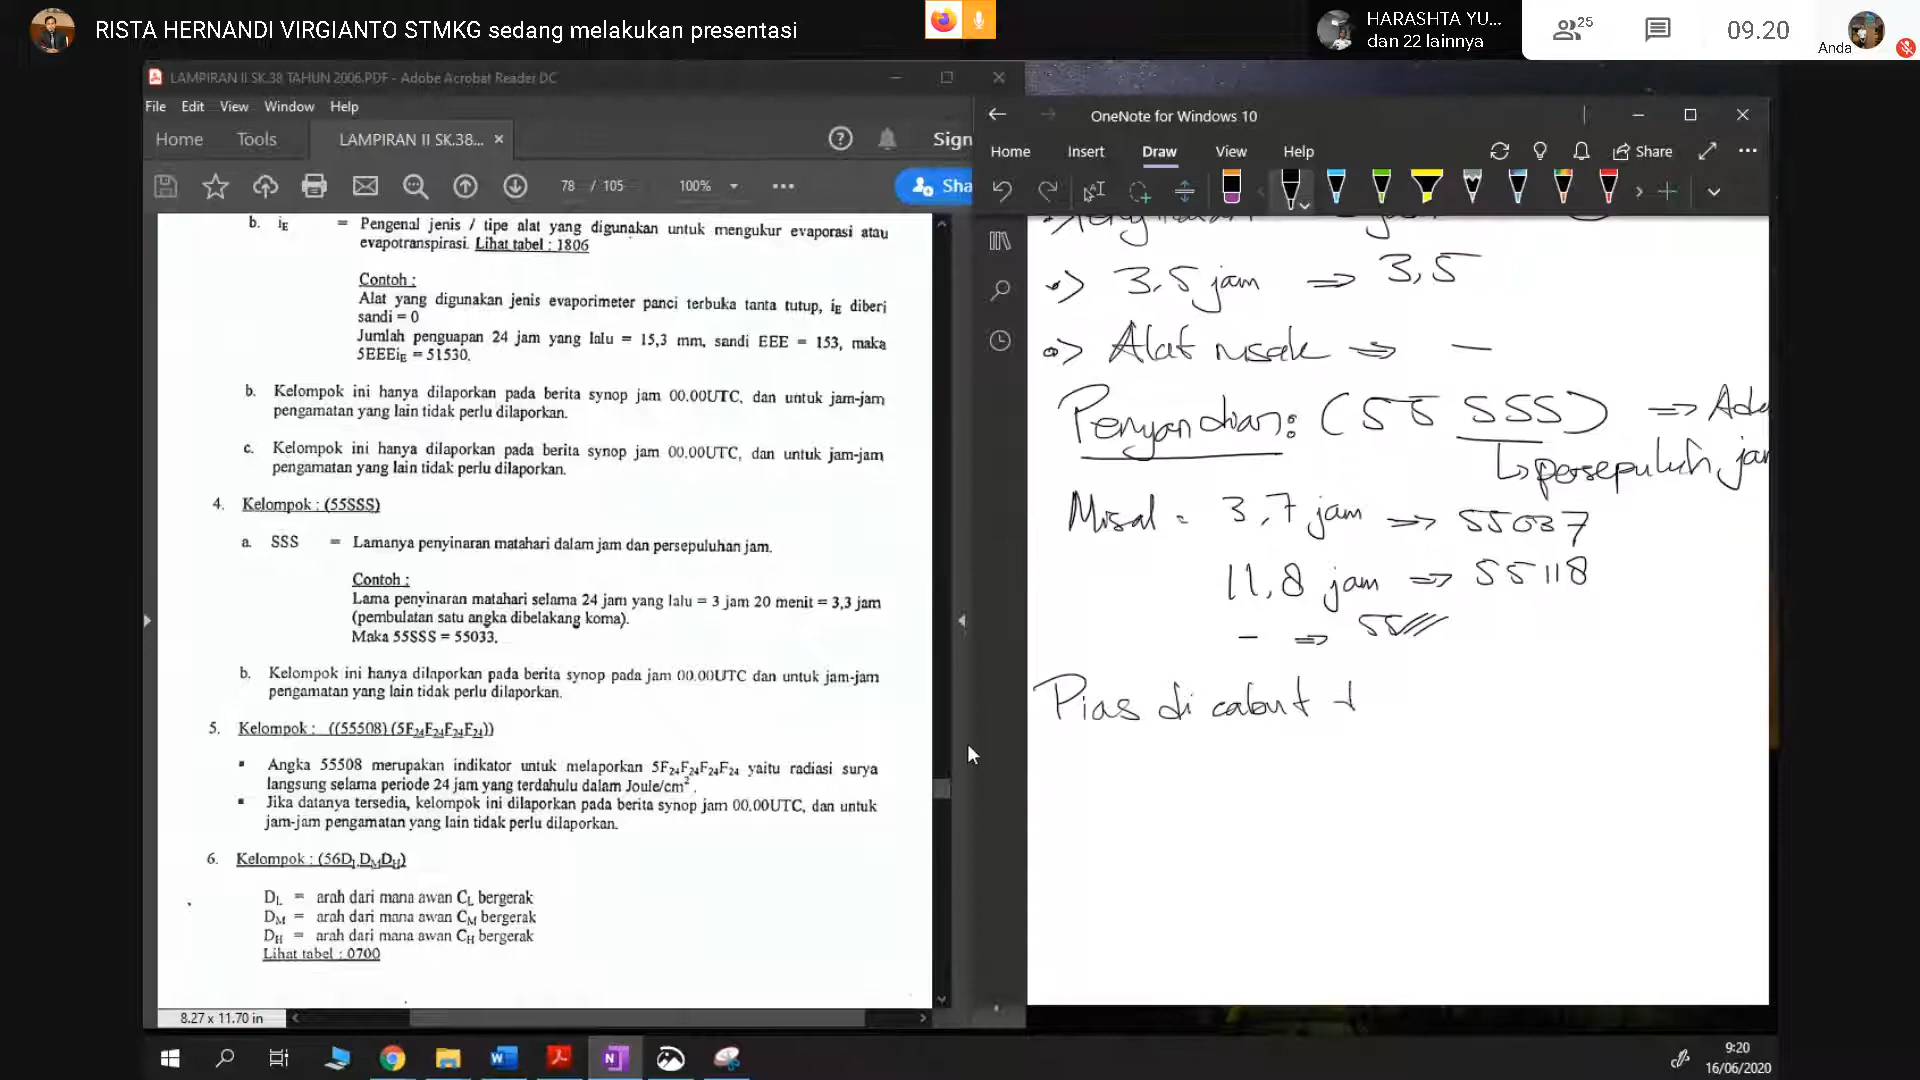 RISTA HERNANDI VIRGIANTO STMKG sedang melakukan presentasi
HARASHTA YU...
dan 22 lainnya
25
09.20
Anda
LAMPIRAN II SK.38 TAHUN 2006.PDF - Adobe Acrobat Reader DC
File Edit View Window Help
Home Tools LAMPIRAN II SK.38... × Sign
78 / 105 100% Sha
b. iE = Pengenal jenis / tipe alat yang digunakan untuk mengukur evaporasi atau
evapotranspirasi. Lihat tabel : 1806
Contoh :
Alat yang digunakan jenis evaporimeter panci terbuka tanta tutup, iE diberi
sandi = 0
Jumlah penguapan 24 jam yang lalu = 15,3 mm, sandi EEE = 153, maka
5EEEiE = 51530.
b. Kelompok ini hanya dilaporkan pada berita synop jam 00.00UTC, dan untuk jam-jam
pengamatan yang lain tidak perlu dilaporkan.
c. Kelompok ini hanya dilaporkan pada berita synop jam 00.00UTC, dan untuk jam-jam
pengamatan yang lain tidak perlu dilaporkan.
4. Kelompok : (55SSS)
a. SSS = Lamanya penyinaran matahari dalam jam dan persepuluhan jam.
Contoh :
Lama penyinaran matahari selama 24 jam yang lalu = 3 jam 20 menit = 3,3 jam
(pembulatan satu angka dibelakang koma).
Maka 55SSS = 55033.
b. Kelompok ini hanya dilaporkan pada berita synop pada jam 00.00UTC dan untuk jam-jam
pengamatan yang lain tidak perlu dilaporkan.
5. Kelompok : ((55508) (5F24F24F24F24))
▪ Angka 55508 merupakan indikator untuk melaporkan 5F24F24F24F24 yaitu radiasi surya
langsung selama periode 24 jam yang terdahulu dalam Joule/cm².
▪ Jika datanya tersedia, kelompok ini dilaporkan pada berita synop jam 00.00UTC, dan untuk
jam-jam pengamatan yang lain tidak perlu dilaporkan.
6. Kelompok : (56DLDMDH)
DL = arah dari mana awan CL bergerak
DM = arah dari mana awan CM bergerak
DH = arah dari mana awan CH bergerak
Lihat tabel : 0700
8.27 x 11.70 in
OneNote for Windows 10
Home Insert Draw View Help Share
3,5 jam ⇒ 3,5
Alat rusak ⇒ —
Penyandian: (55 SSS) ⇒ Ada
↳ persepuluh jam
Misal = 3,7 jam ⇒ 55037
11,8 jam ⇒ 55118
— ⇒ 55///
Pias di cabut
9:20
16/06/2020